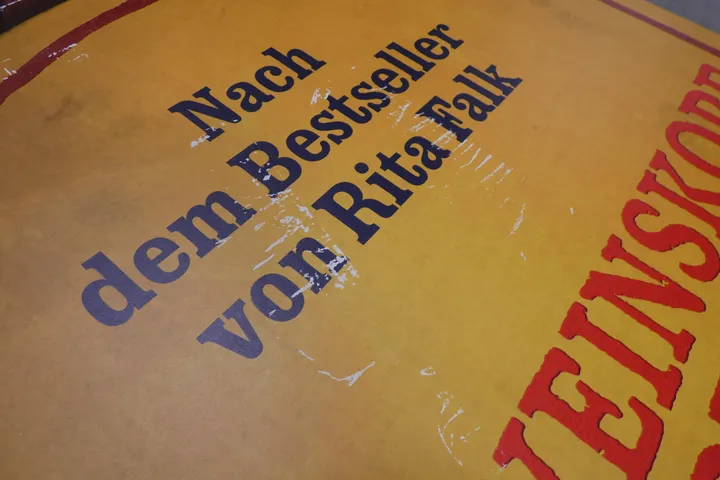 Nach
dem Bestseller
von Rita Falk